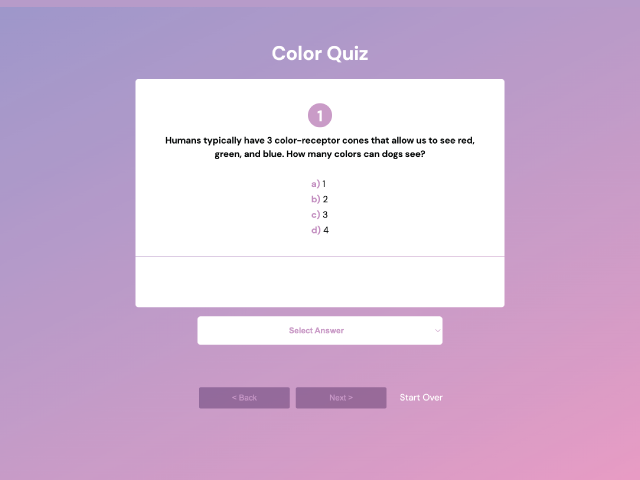 Color Quiz
1
Humans typically have 3 color-receptor cones that allow us to see red,
green, and blue. How many colors can dogs see?
a) 1
b) 2
c) 3
d) 4
Select Answer
< Back
Next >
Start Over